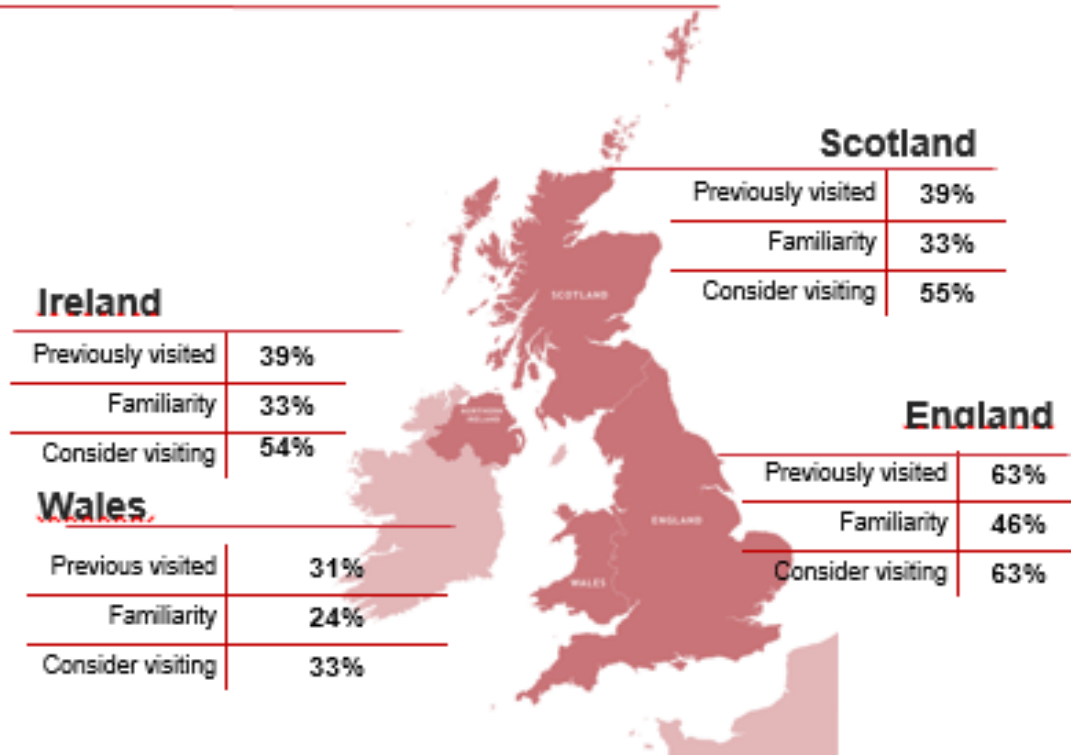 Scotland
Previously visited 39%
Familiarity 33%
Consider visiting 55%
SCOTLAND
Ireland
Previously visited 39%
Familiarity 33%
Consider visiting 54%
NORTHERN
IRELAND
England
Previously visited 63%
Familiarity 46%
Consider visiting 63%
ENGLAND
Wales
Previous visited 31%
Familiarity 24%
Consider visiting 33%
WALES